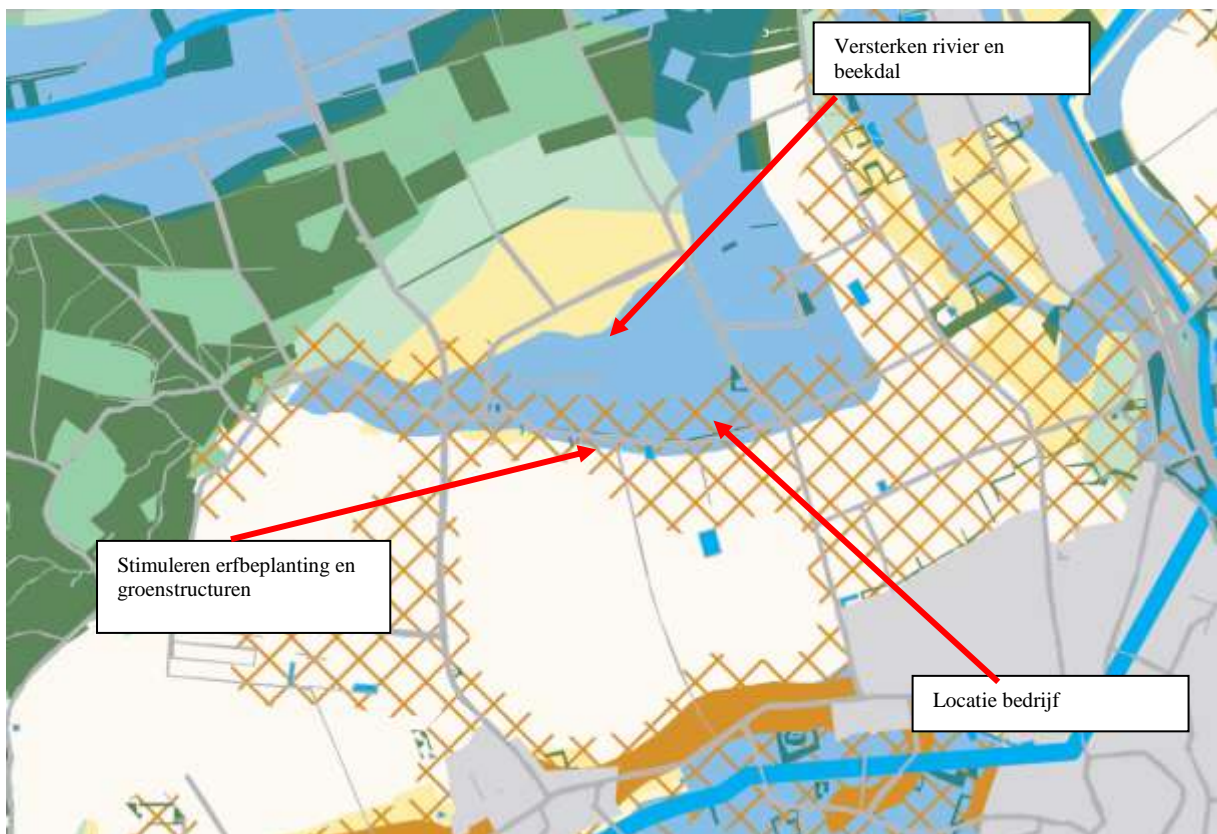 Versterken rivier en
beekdal
Stimuleren erfbeplanting en
groenstructuren
Locatie bedrijf